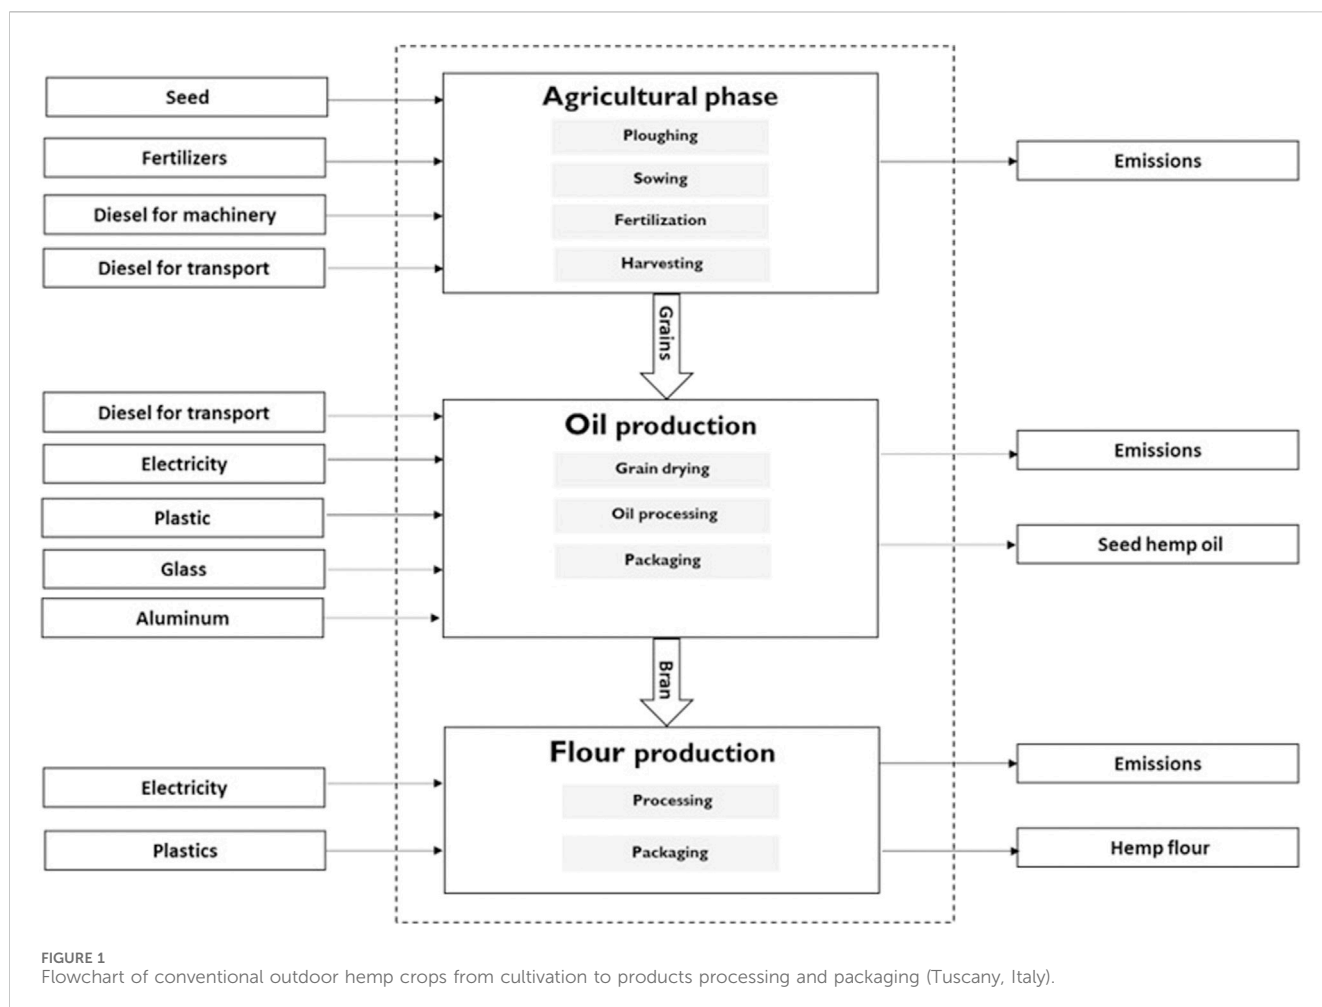 Seed
Fertilizers
Diesel for machinery
Diesel for transport
Agricultural phase
Ploughing
Sowing
Fertilization
Harvesting
Emissions
Grains
Diesel for transport
Electricity
Plastic
Glass
Aluminum
Oil production
Grain drying
Oil processing
Packaging
Emissions
Seed hemp oil
Bran
Electricity
Plastics
Flour production
Processing
Packaging
Emissions
Hemp flour
FIGURE 1
Flowchart of conventional outdoor hemp crops from cultivation to products processing and packaging (Tuscany, Italy).